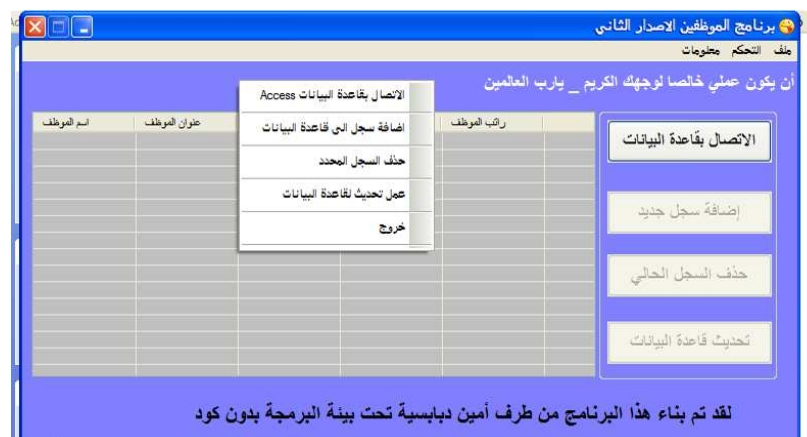 برنامج الموظفين الاصدار الثاني
ملف التحكم معلومات
أن يكون عملي خالصا لوجهك الكريم _ يارب العالمين
راتب الموظف
عنوان الموظف
اسم الموظف
الاتصال بقاعدة البيانات Access
اضافة سجل الى قاعدة البيانات
حذف السجل المحدد
عمل تحديث لقاعدة البيانات
خروج
الاتصال بقاعدة البيانات
إضافة سجل جديد
حذف السجل الحالي
تحديث قاعدة البيانات
لقد تم بناء هذا البرنامج من طرف أمين دبابسية تحت بيئة البرمجة بدون كود